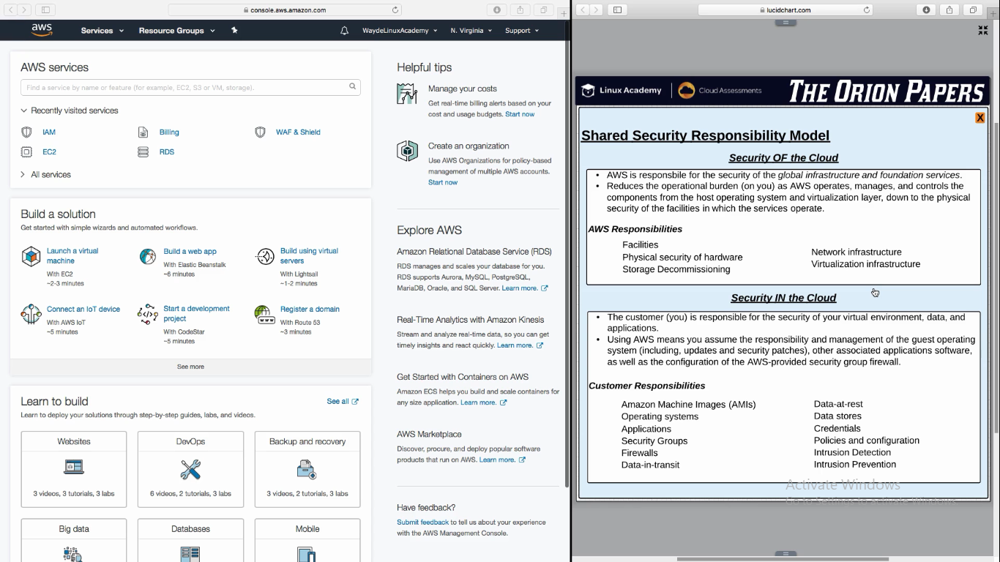 console.aws.amazon.com
aws
Services
Resource Groups
WaydeLinuxAcademy
N. Virginia
Support
AWS services
Find a service by name or feature (for example, EC2, S3 or VM, storage).
Recently visited services
IAM
Billing
WAF & Shield
EC2
RDS
All services
Build a solution
Get started with simple wizards and automated workflows.
Launch a virtual
machine
With EC2
~2-3 minutes
Build a web app
With Elastic Beanstalk
~6 minutes
Build using virtual
servers
With Lightsail
~1-2 minutes
Connect an IoT device
With AWS IoT
~5 minutes
Start a development
project
With CodeStar
~5 minutes
Register a domain
With Route 53
~3 minutes
See more
Learn to build
See all
Learn to deploy your solutions through step-by-step guides, labs, and videos.
Websites
3 videos, 3 tutorials, 3 labs
DevOps
6 videos, 2 tutorials, 3 labs
Backup and recovery
3 videos, 2 tutorials, 3 labs
Big data
Databases
Mobile
Helpful tips
Manage your costs
Get real-time billing alerts based on your
cost and usage budgets. Start now
Create an organization
Use AWS Organizations for policy-based
management of multiple AWS accounts.
Start now
Explore AWS
Amazon Relational Database Service (RDS)
RDS manages and scales your database for you.
RDS supports Aurora, MySQL, PostgreSQL,
MariaDB, Oracle, and SQL Server. Learn more.
Real-Time Analytics with Amazon Kinesis
Stream and analyze real-time data, so you can get
timely insights and react quickly. Learn more.
Get Started with Containers on AWS
Amazon ECS helps you build and scale containers for
any size application. Learn more.
AWS Marketplace
Discover, procure, and deploy popular software
products that run on AWS. Learn more.
Have feedback?
Submit feedback to tell us about your experience
with the AWS Management Console.
lucidchart.com
Linux Academy
Cloud Assessments
THE ORION PAPERS
X
Shared Security Responsibility Model
Security OF the Cloud
• AWS is responsbile for the security of the global infrastructure and foundation services.
• Reduces the operational burden (on you) as AWS operates, manages, and controls the
components from the host operating system and virtualization layer, down to the physical
security of the facilities in which the services operate.
AWS Responsibilities
Facilities
Physical security of hardware
Storage Decommissioning
Network infrastructure
Virtualization infrastructure
Security IN the Cloud
• The customer (you) is responsible for the security of your virtual environment, data, and
applications.
• Using AWS means you assume the responsibility and management of the guest operating
system (including, updates and security patches), other associated applications software,
as well as the configuration of the AWS-provided security group firewall.
Customer Responsibilities
Amazon Machine Images (AMIs)
Operating systems
Applications
Security Groups
Firewalls
Data-in-transit
Data-at-rest
Data stores
Credentials
Policies and configuration
Intrusion Detection
Intrusion Prevention
Activate Windows
Go to Settings to activate Windows.